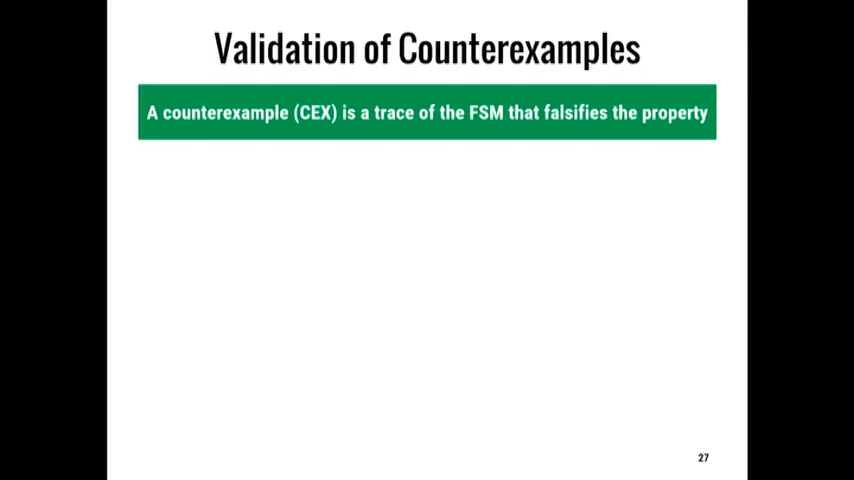 Validation of Counterexamples
A counterexample (CEX) is a trace of the FSM that falsifies the property
27